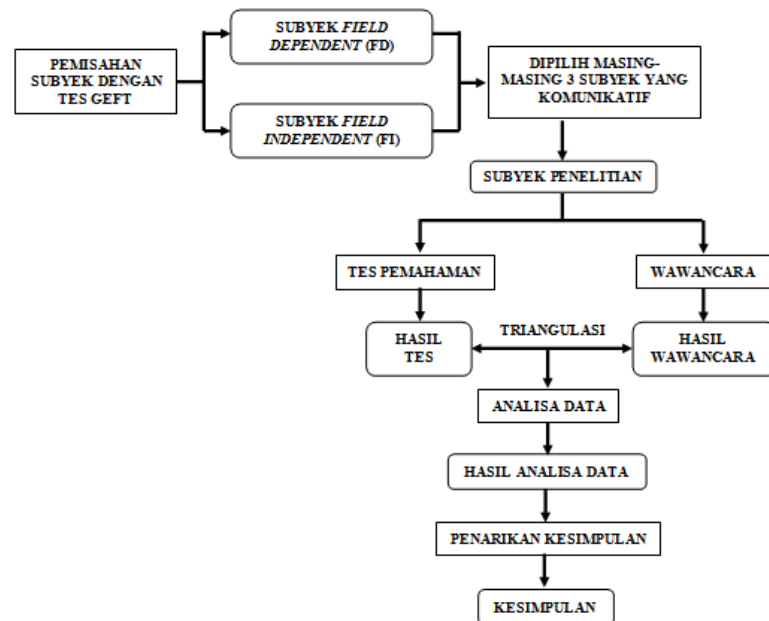 PEMISAHAN
SUBYEK DENGAN
TES GEFT
SUBYEK FIELD
DEPENDENT (FD)
SUBYEK FIELD
INDEPENDENT (FI)
DIPILIH MASING-
MASING 3 SUBYEK YANG
KOMUNIKATIF
SUBYEK PENELITIAN
TES PEMAHAMAN
WAWANCARA
HASIL
TES
TRIANGULASI
HASIL
WAWANCARA
ANALISA DATA
HASIL ANALISA DATA
PENARIKAN KESIMPULAN
KESIMPULAN